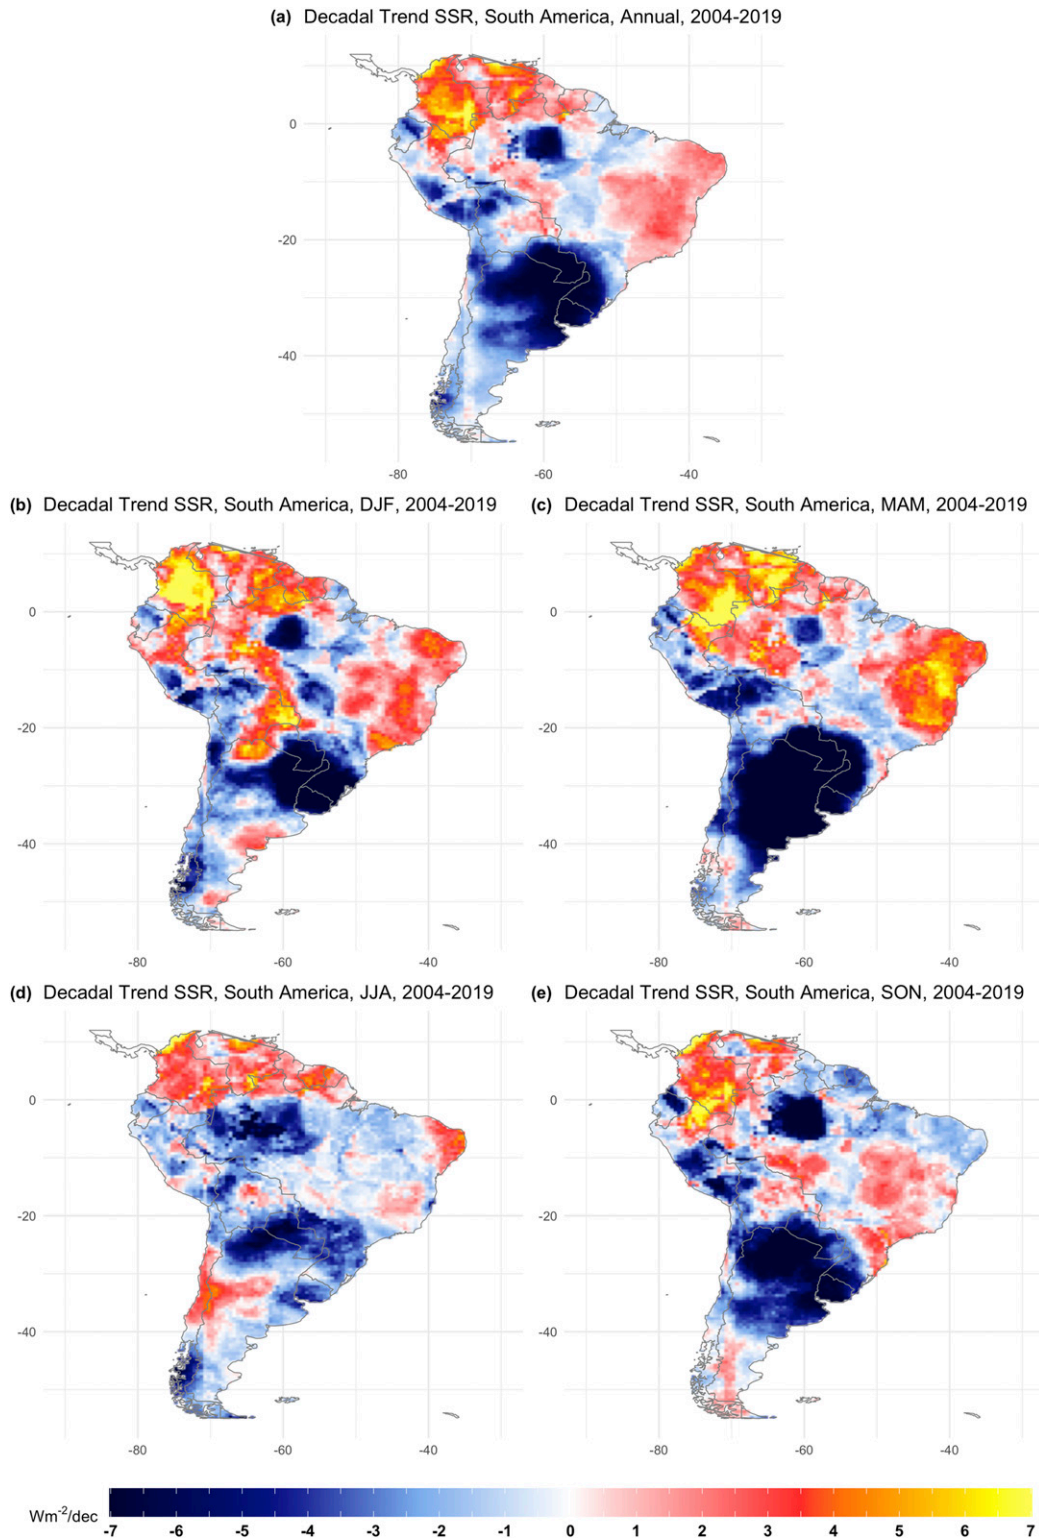 (a) Decadal Trend SSR, South America, Annual, 2004-2019
0
-20
-40
-80 -60 -40
(b) Decadal Trend SSR, South America, DJF, 2004-2019
(c) Decadal Trend SSR, South America, MAM, 2004-2019
0
-20
-40
-80 -60 -40
0
-20
-40
-80 -60 -40
(d) Decadal Trend SSR, South America, JJA, 2004-2019
(e) Decadal Trend SSR, South America, SON, 2004-2019
0
-20
-40
-80 -60 -40
0
-20
-40
-80 -60 -40
Wm⁻²/dec
-7 -6 -5 -4 -3 -2 -1 0 1 2 3 4 5 6 7